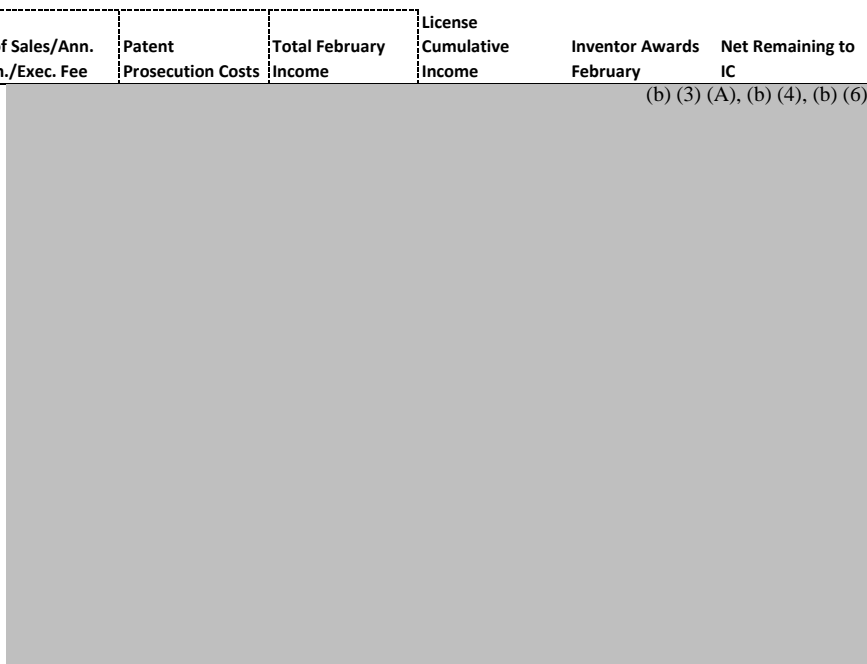 License
of Sales/Ann. Patent Total February Cumulative Inventor Awards Net Remaining to
n./Exec. Fee Prosecution Costs Income Income February IC
(b) (3) (A), (b) (4), (b) (6)